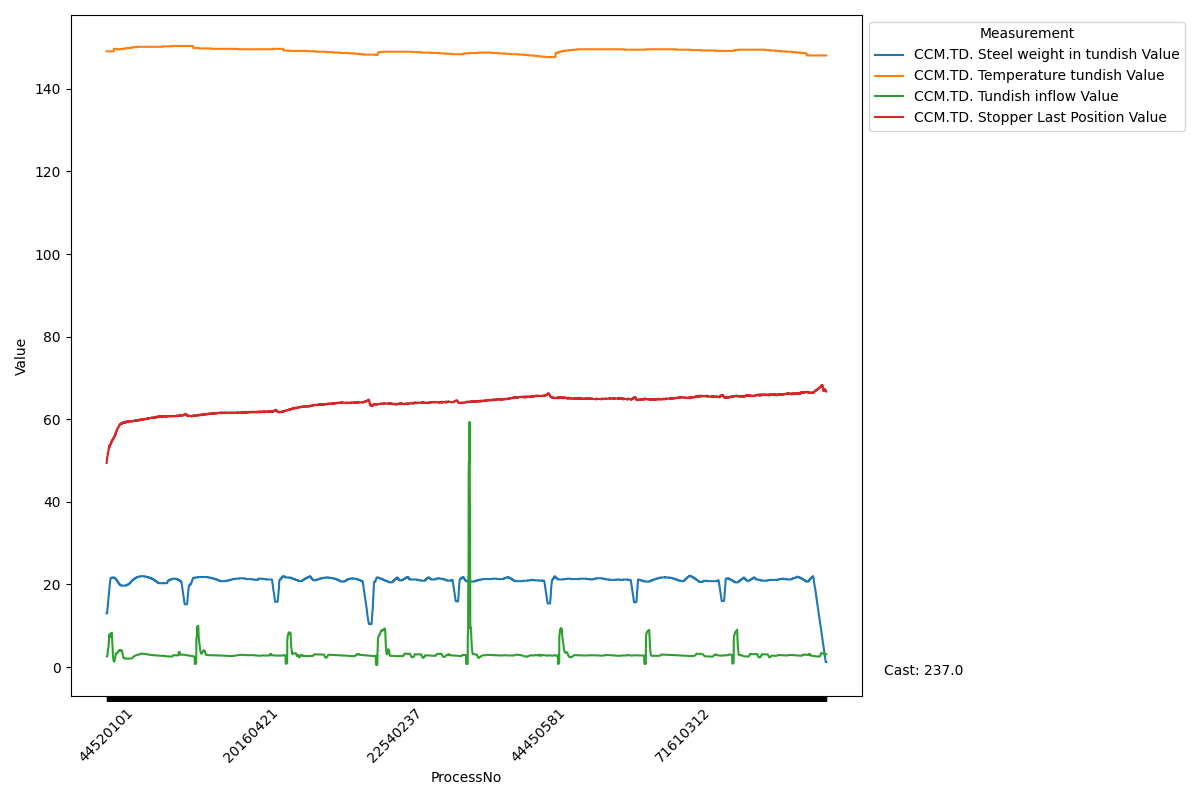 Measurement
CCM.TD. Steel weight in tundish Value
CCM.TD. Temperature tundish Value
CCM.TD. Tundish inflow Value
CCM.TD. Stopper Last Position Value
140
120
100
80
60
40
20
0
Value
Cast: 237.0
44520101
20160421
22540237
44450581
71610312
ProcessNo